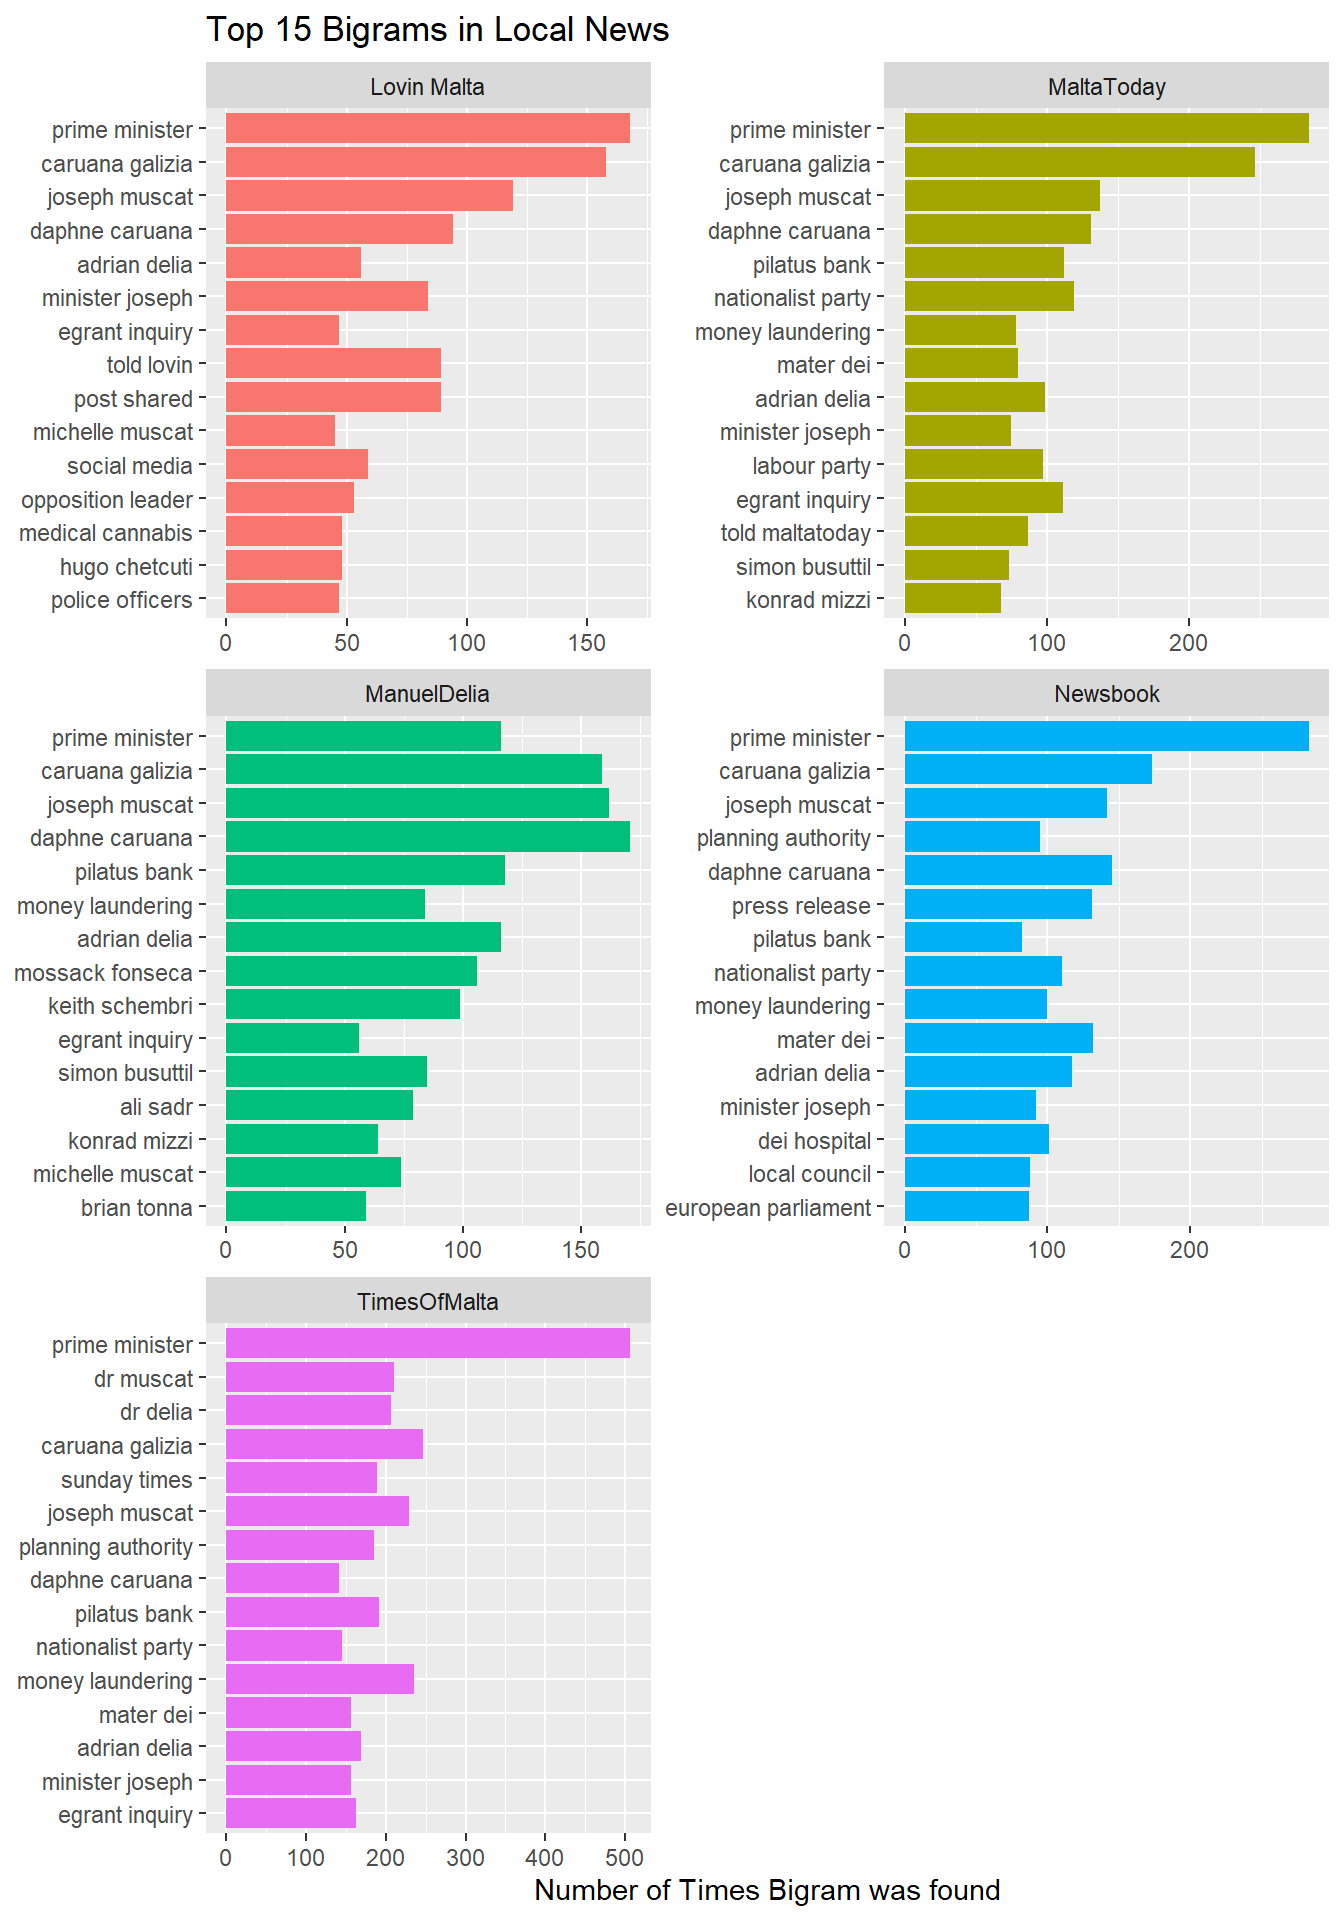 Top 15 Bigrams in Local News
Lovin Malta
prime minister
caruana galizia
joseph muscat
daphne caruana
adrian delia
minister joseph
egrant inquiry
told lovin
post shared
michelle muscat
social media
opposition leader
medical cannabis
hugo chetcuti
police officers
0 50 100 150
MaltaToday
prime minister
caruana galizia
joseph muscat
daphne caruana
pilatus bank
nationalist party
money laundering
mater dei
adrian delia
minister joseph
labour party
egrant inquiry
told maltatoday
simon busuttil
konrad mizzi
0 100 200
ManuelDelia
prime minister
caruana galizia
joseph muscat
daphne caruana
pilatus bank
money laundering
adrian delia
mossack fonseca
keith schembri
egrant inquiry
simon busuttil
ali sadr
konrad mizzi
michelle muscat
brian tonna
0 50 100 150
Newsbook
prime minister
caruana galizia
joseph muscat
planning authority
daphne caruana
press release
pilatus bank
nationalist party
money laundering
mater dei
adrian delia
minister joseph
dei hospital
local council
european parliament
0 100 200
TimesOfMalta
prime minister
dr muscat
dr delia
caruana galizia
sunday times
joseph muscat
planning authority
daphne caruana
pilatus bank
nationalist party
money laundering
mater dei
adrian delia
minister joseph
egrant inquiry
0 100 200 300 400 500
Number of Times Bigram was found